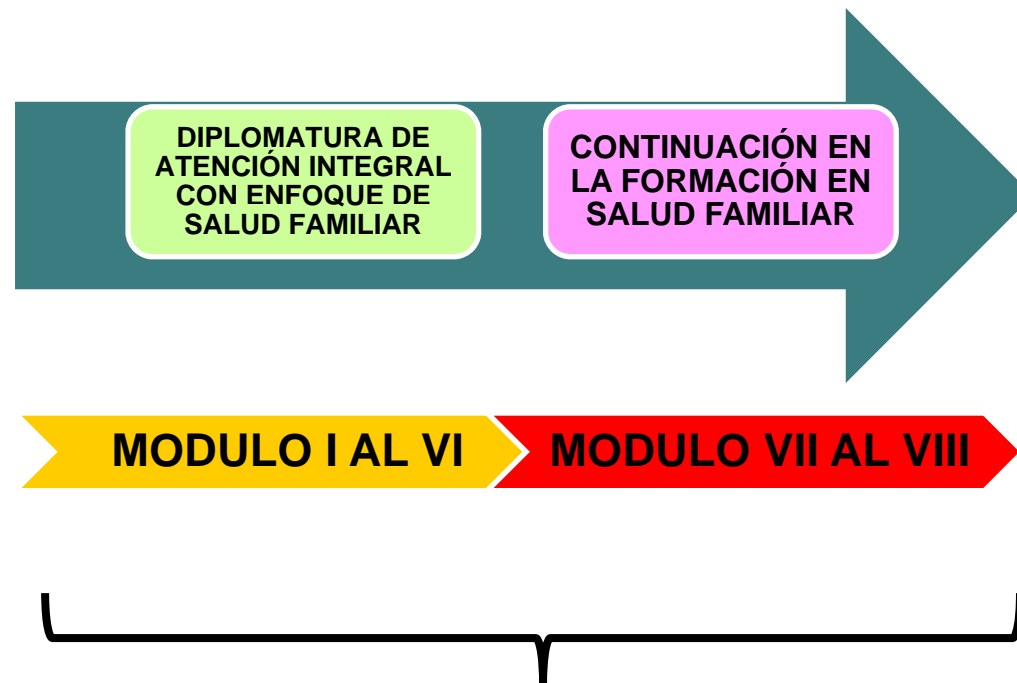 DIPLOMATURA DE
ATENCIÓN INTEGRAL
CON ENFOQUE DE
SALUD FAMILIAR
CONTINUACIÓN EN
LA FORMACIÓN EN
SALUD FAMILIAR
MODULO I AL VI
MODULO VII AL VIII